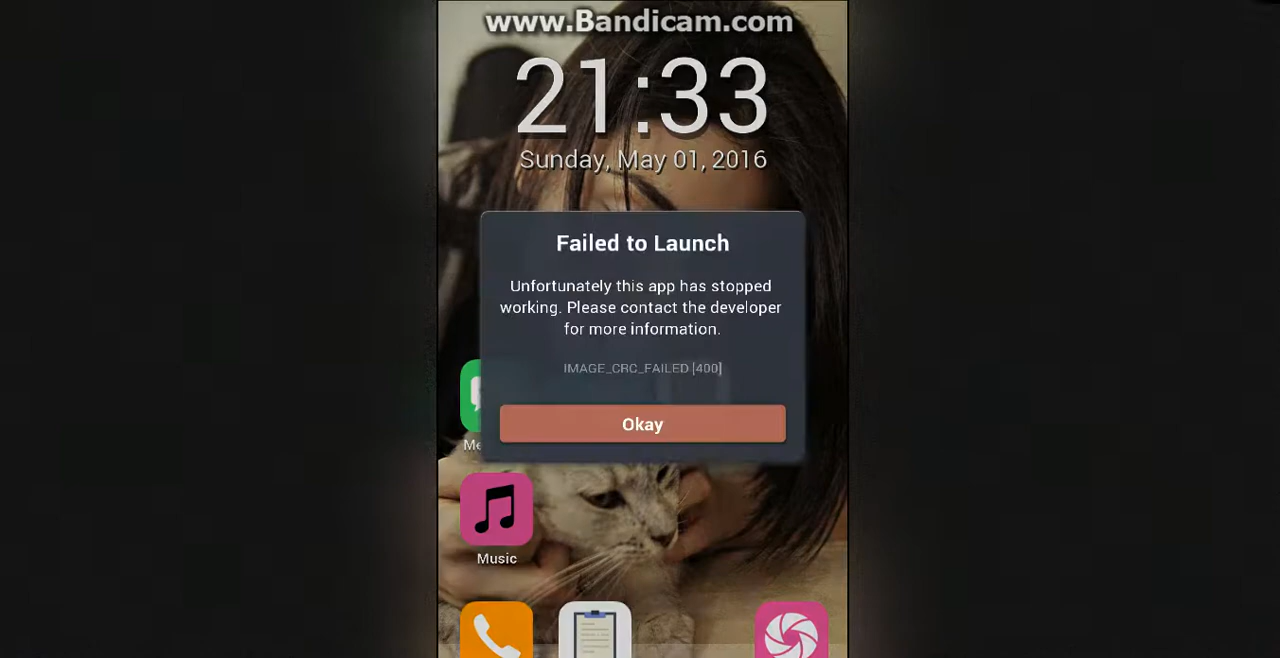 www.Bandicam.com
21:33
Sunday, May 01, 2016
Failed to Launch
Unfortunately this app has stopped
working. Please contact the developer
for more information.
IMAGE_CRC_FAILED [400]
Okay
Me
Music